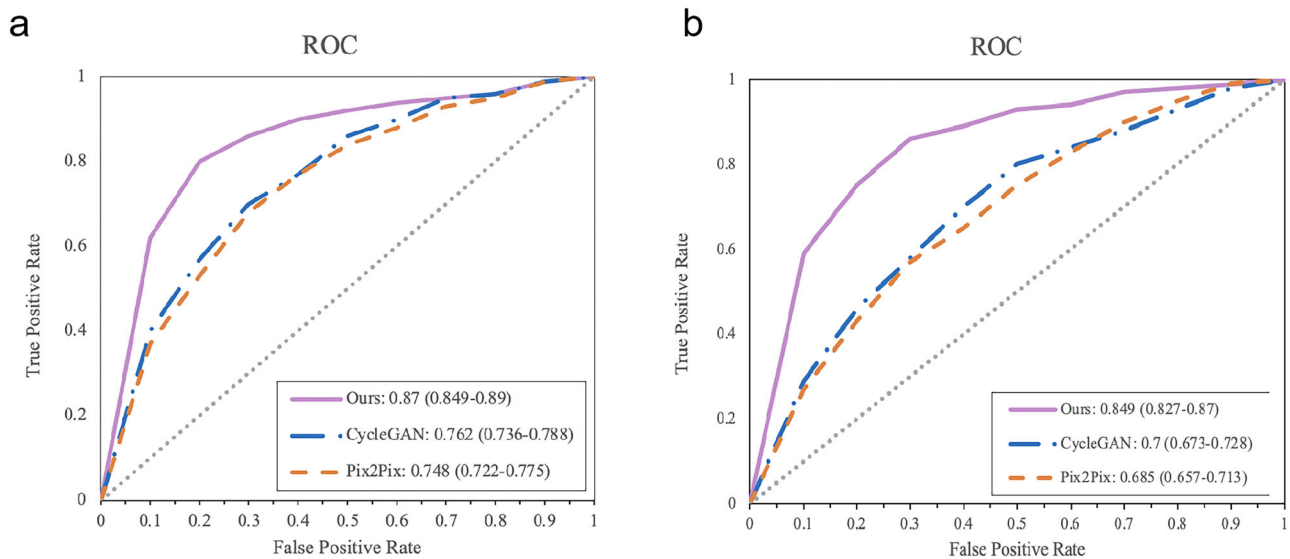 a
ROC
1
0.8
0.6
0.4
0.2
0
True Positive Rate
Ours: 0.87 (0.849-0.89)
CycleGAN: 0.762 (0.736-0.788)
Pix2Pix: 0.748 (0.722-0.775)
0 0.1 0.2 0.3 0.4 0.5 0.6 0.7 0.8 0.9 1
False Positive Rate
b
ROC
1
0.8
0.6
0.4
0.2
0
True Positive Rate
Ours: 0.849 (0.827-0.87)
CycleGAN: 0.7 (0.673-0.728)
Pix2Pix: 0.685 (0.657-0.713)
0 0.1 0.2 0.3 0.4 0.5 0.6 0.7 0.8 0.9 1
False Positive Rate